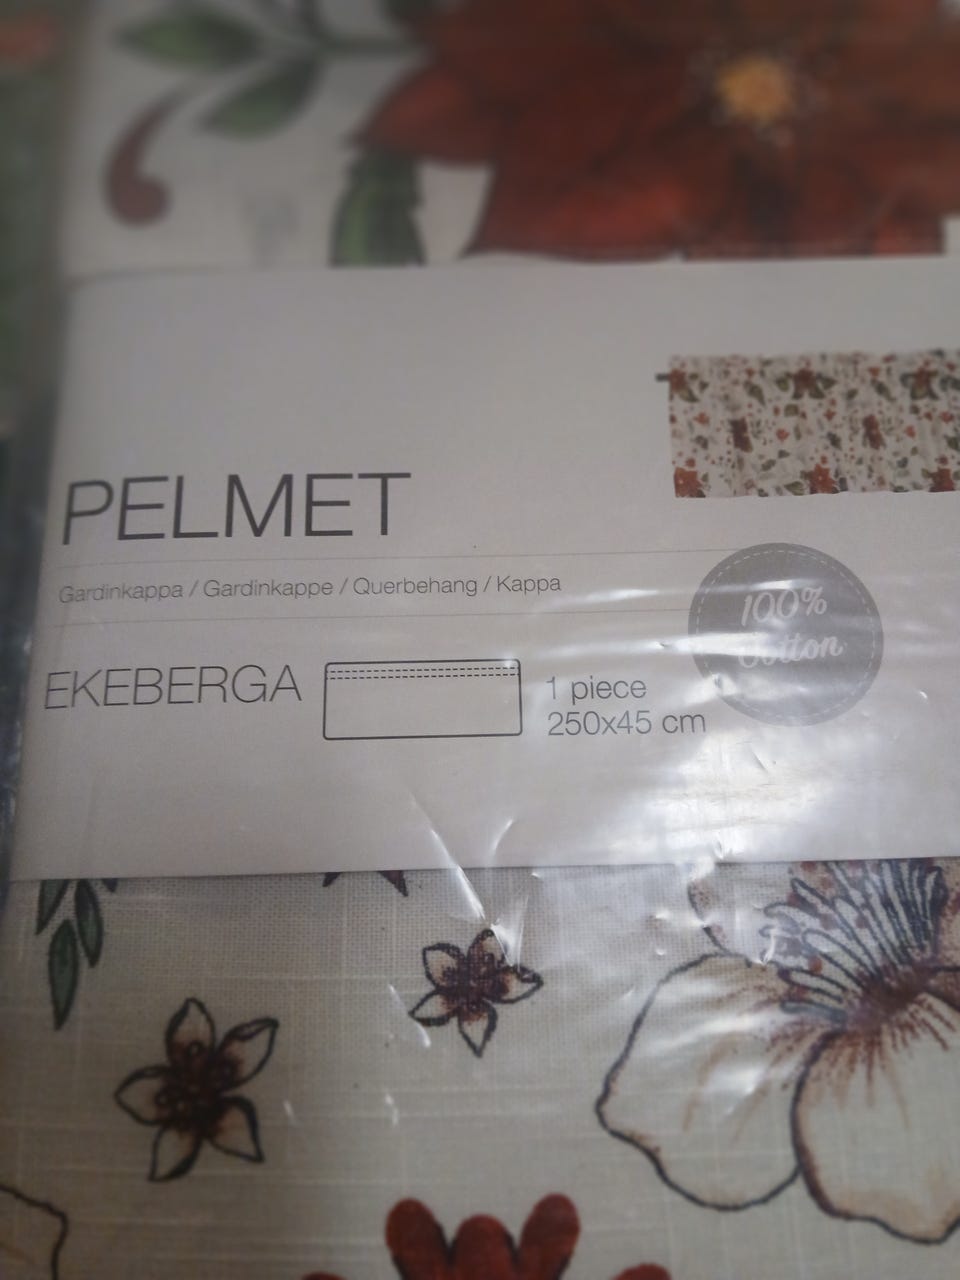 PELMET
Gardinkappa / Gardinkappe / Querbehang / Kappa
100%
Cotton
EKEBERGA
1 piece
250x45 cm